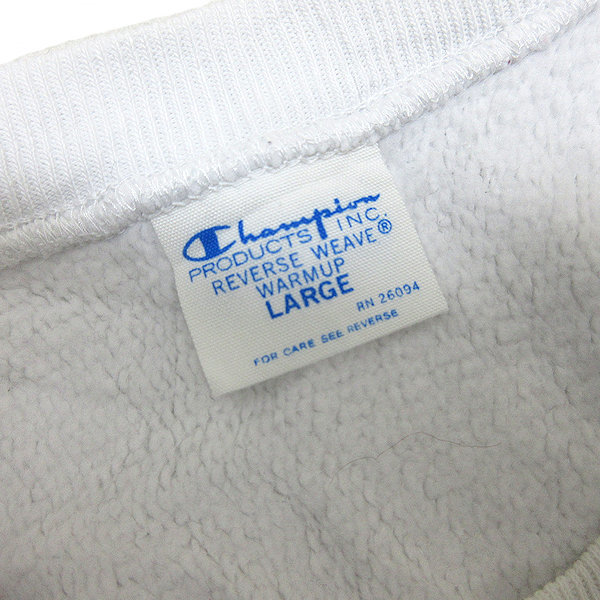 Champion
PRODUCTS INC.
REVERSE WEAVE®
WARMUP
LARGE
RN 26094
FOR CARE SEE REVERSE